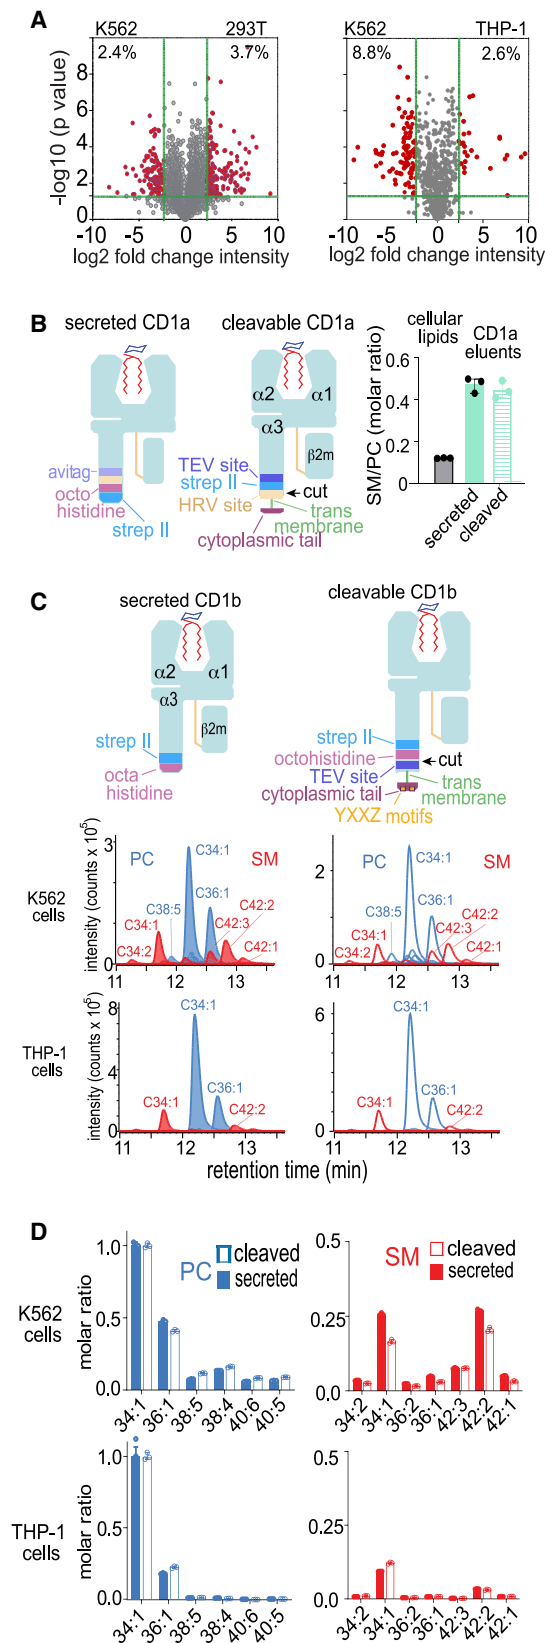 A
K562 293T
2.4% 3.7%
K562 THP-1
8.8% 2.6%
-log10 (p value)
8
6
4
2
0
-10 -5 0 5 10
log2 fold change intensity
-10 -5 0 5 10
log2 fold change intensity
B
secreted CD1a
avitag
octo
histidine
strep II
cleavable CD1a
α2 α1
α3
β2m
TEV site
strep II
HRV site
cut
trans
membrane
cytoplasmic tail
cellular
lipids
CD1a
eluents
SM/PC (molar ratio)
0.6
0.4
0.2
0
secreted
cleaved
C
secreted CD1b
α2 α1
α3
β2m
strep II
octa
histidine
cleavable CD1b
strep II
octohistidine
TEV site
cut
cytoplasmic tail
trans
membrane
YXXZ motifs
K562
cells
intensity (counts x 10⁵)
3
0
PC SM
C34:1
C38:5
C36:1
C34:1
C42:3
C42:2
C34:2
C42:1
11 12 13
2
0
PC SM
C34:1
C38:5
C36:1
C42:2
C34:1
C42:3
C34:2
C42:1
11 12 13
THP-1
cells
intensity (counts x 10⁵)
8
6
4
2
0
C34:1
C36:1
C34:1
C42:2
11 12 13
6
4
2
0
C34:1
C36:1
C34:1
C42:2
11 12 13
retention time (min)
D
K562
cells
molar ratio
1.0
0.5
0.0
PC
cleaved
secreted
34:1 36:1 38:5 38:4 40:6 40:5
0.5
0.25
0.0
SM
cleaved
secreted
34:2 34:1 36:2 36:1 42:3 42:2 42:1
THP-1
cells
molar ratio
1.0
0.5
0.0
34:1 36:1 38:5 38:4 40:6 40:5
0.5
0.25
0.0
34:2 34:1 36:2 36:1 42:3 42:2 42:1